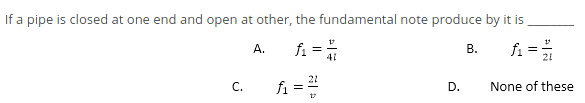 If a pipe is closed at one end and open at other, the fundamental note produce by it is ________
A. f₁ = v/4l B. f₁ = v/2l
C. f₁ = 2l/v D. None of these